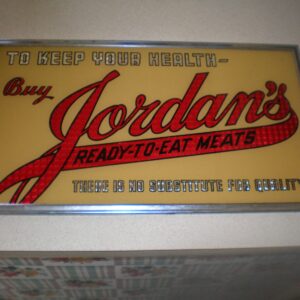 TO KEEP YOUR HEALTH-
Buy
Jordan's
READY-TO-EAT MEATS
THERE IS NO SUBSTITUTE FOR QUALITY